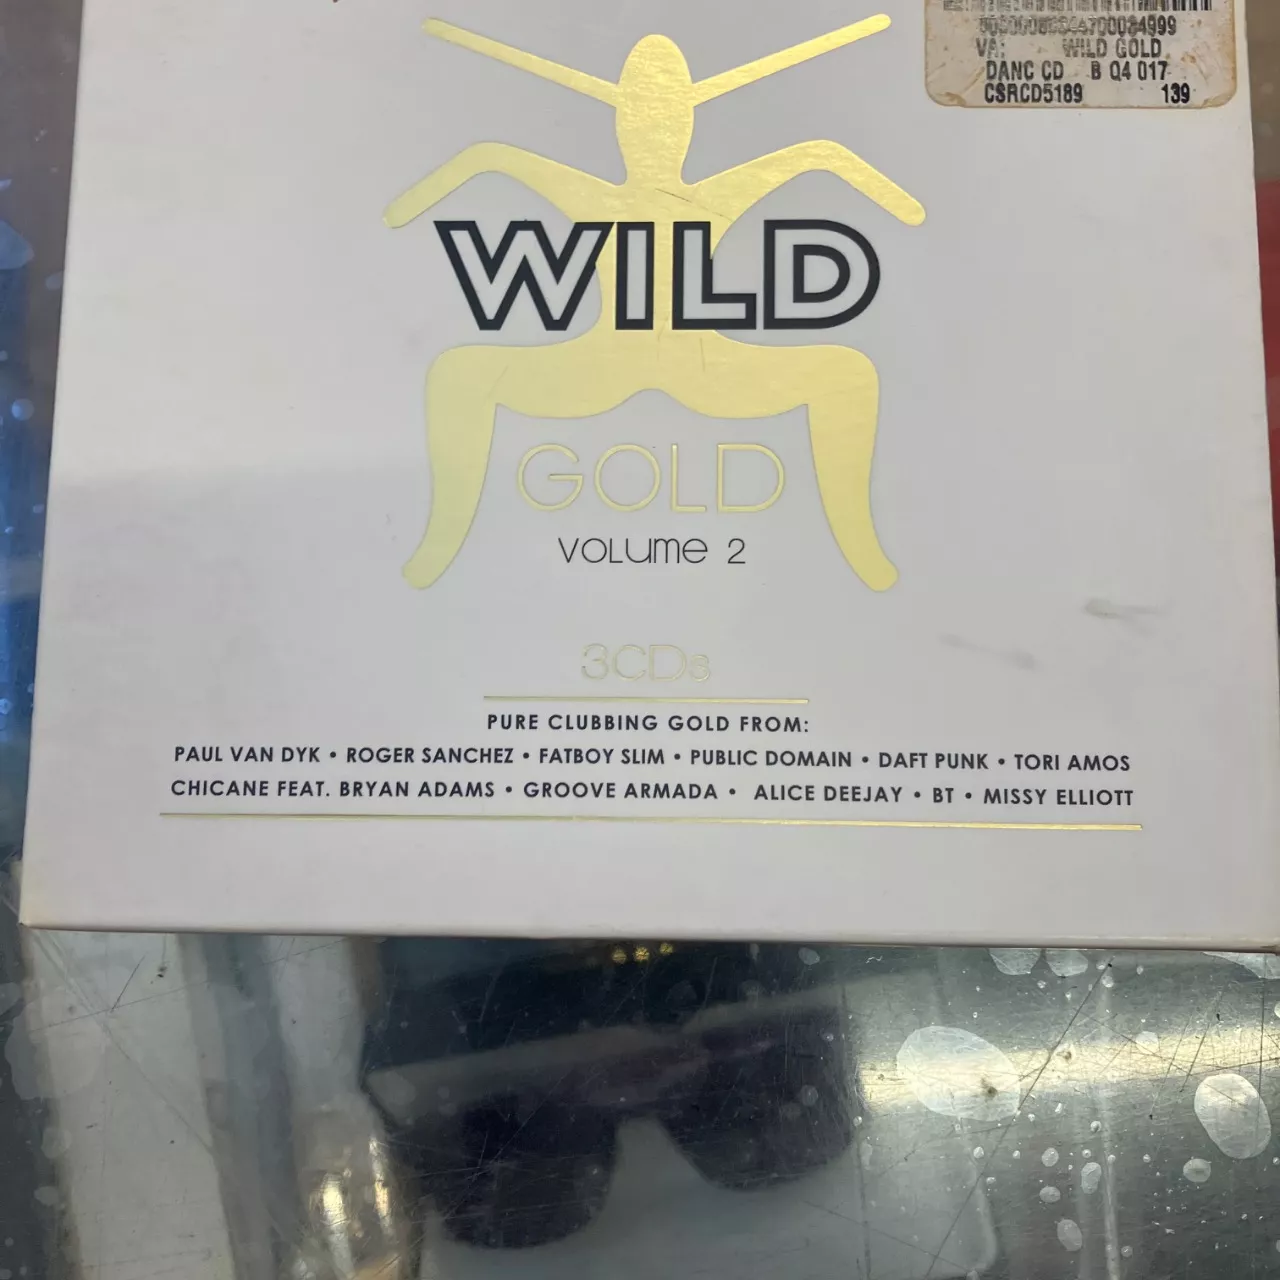 VA: WILD GOLD
DANC CD B Q4 017
CSRCD5189 139
WILD
GOLD
VOLUME 2
3CDs
PURE CLUBBING GOLD FROM:
PAUL VAN DYK • ROGER SANCHEZ • FATBOY SLIM • PUBLIC DOMAIN • DAFT PUNK • TORI AMOS
CHICANE FEAT. BRYAN ADAMS • GROOVE ARMADA • ALICE DEEJAY • BT • MISSY ELLIOTT